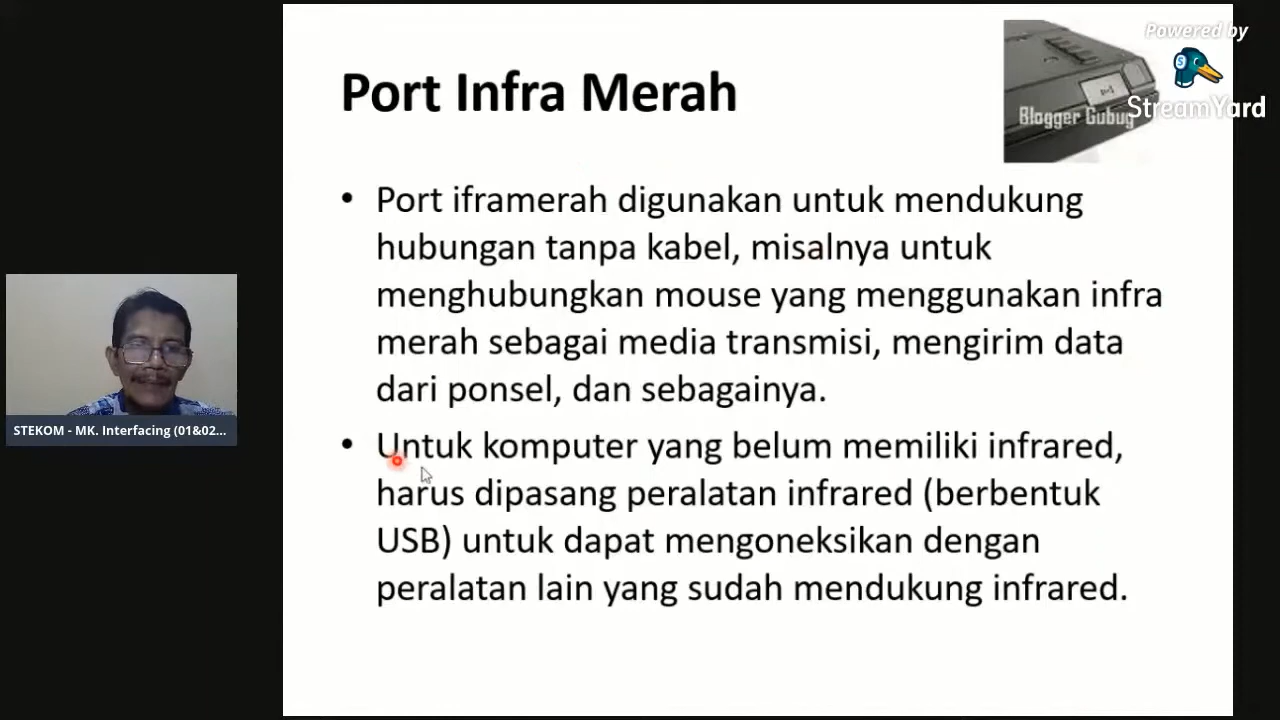 Powered by
StreamYard
Blogger Gubug
Port Infra Merah
• Port iframerah digunakan untuk mendukung
hubungan tanpa kabel, misalnya untuk
menghubungkan mouse yang menggunakan infra
merah sebagai media transmisi, mengirim data
dari ponsel, dan sebagainya.
• Untuk komputer yang belum memiliki infrared,
harus dipasang peralatan infrared (berbentuk
USB) untuk dapat mengoneksikan dengan
peralatan lain yang sudah mendukung infrared.
STEKOM - MK. Interfacing (01&02...